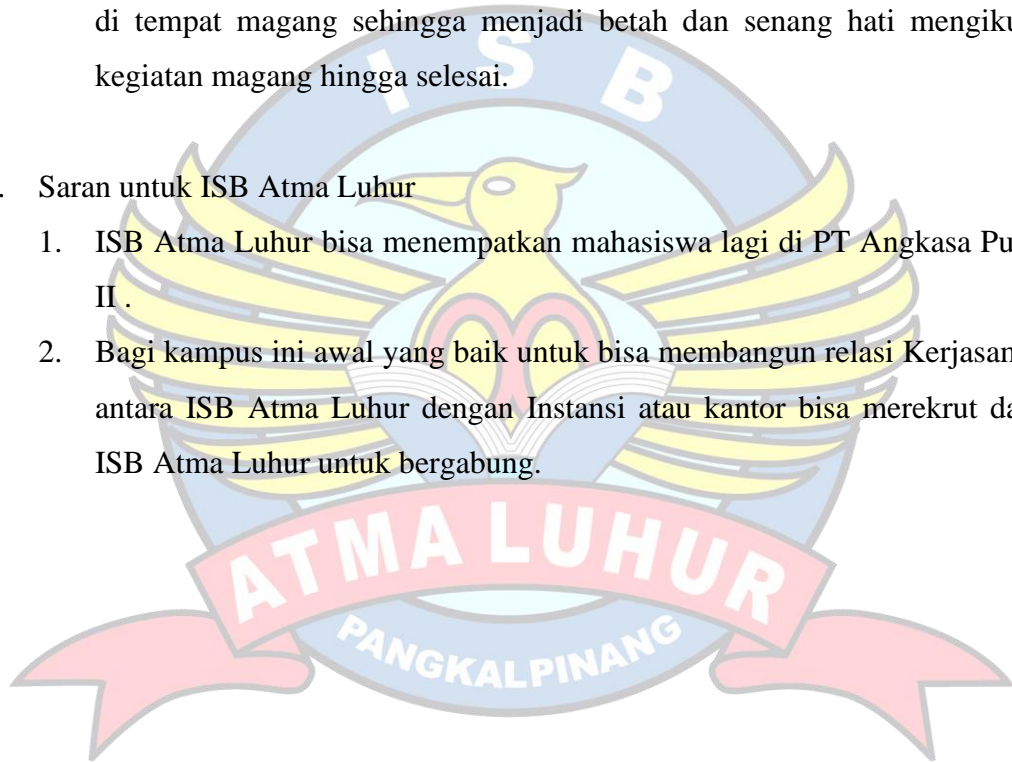 di tempat magang sehingga menjadi betah dan senang hati mengiku
kegiatan magang hingga selesai.
. Saran untuk ISB Atma Luhur
1. ISB Atma Luhur bisa menempatkan mahasiswa lagi di PT Angkasa Pu
II .
2. Bagi kampus ini awal yang baik untuk bisa membangun relasi Kerjasam
antara ISB Atma Luhur dengan Instansi atau kantor bisa merekrut da
ISB Atma Luhur untuk bergabung.
I S B
ATMA LUHUR
PANGKALPINANG